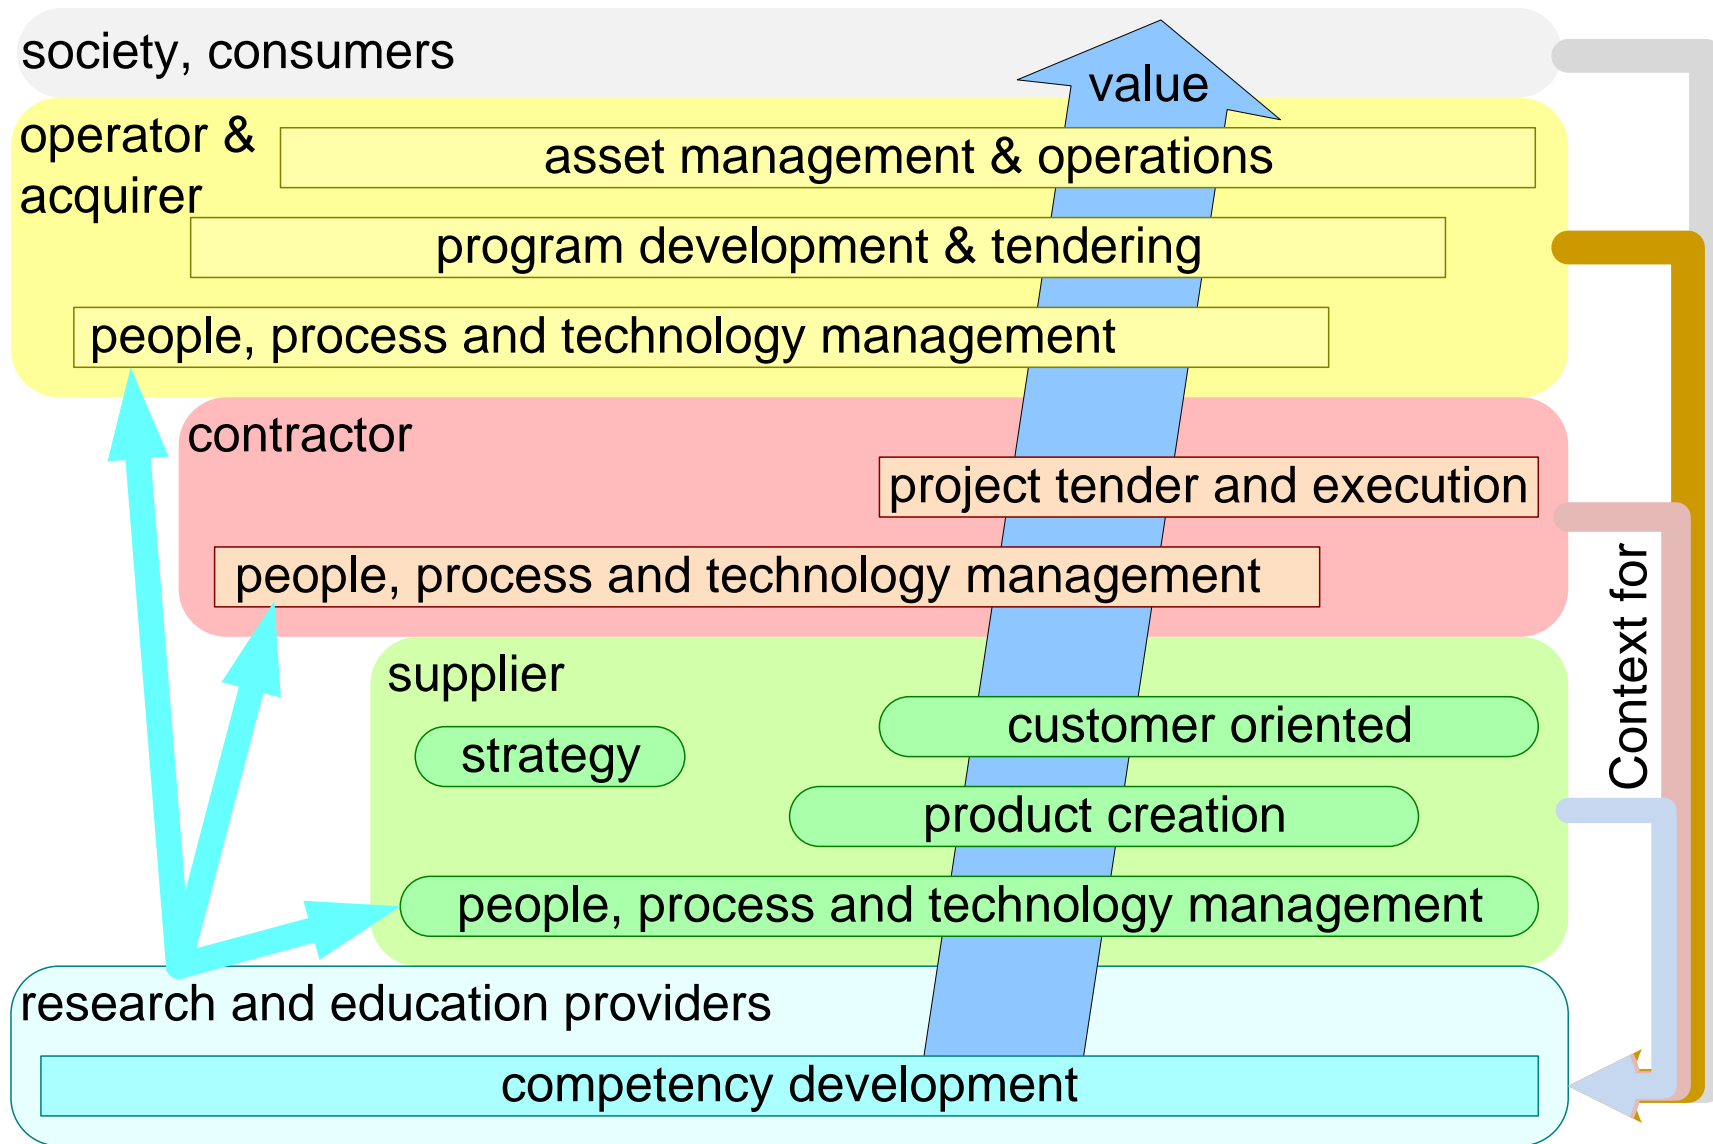 society, consumers
value
operator &
acquirer
asset management & operations
program development & tendering
people, process and technology management
contractor
project tender and execution
people, process and technology management
Context for
supplier
customer oriented
strategy
product creation
people, process and technology management
research and education providers
competency development